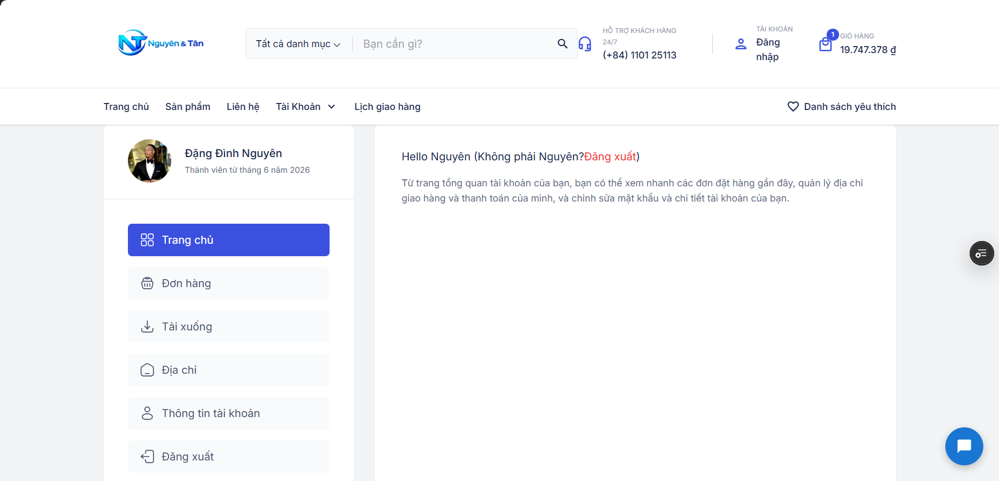 Nguyên & Tân
Tất cả danh mục
Bạn cần gì?
HỖ TRỢ KHÁCH HÀNG
24/7
(+84) 1101 25113
TÀI KHOẢN
Đăng
nhập
1
GIỎ HÀNG
19.747.378 ₫
Trang chủ
Sản phẩm
Liên hệ
Tài Khoản
Lịch giao hàng
Danh sách yêu thích
Đặng Đình Nguyên
Thành viên từ tháng 6 năm 2026
Trang chủ
Đơn hàng
Tải xuống
Địa chỉ
Thông tin tài khoản
Đăng xuất
Hello Nguyên (Không phải Nguyên?Đăng xuất)
Từ trang tổng quan tài khoản của bạn, bạn có thể xem nhanh các đơn đặt hàng gần đây, quản lý địa chỉ
giao hàng và thanh toán của mình, và chỉnh sửa mật khẩu và chi tiết tài khoản của bạn.